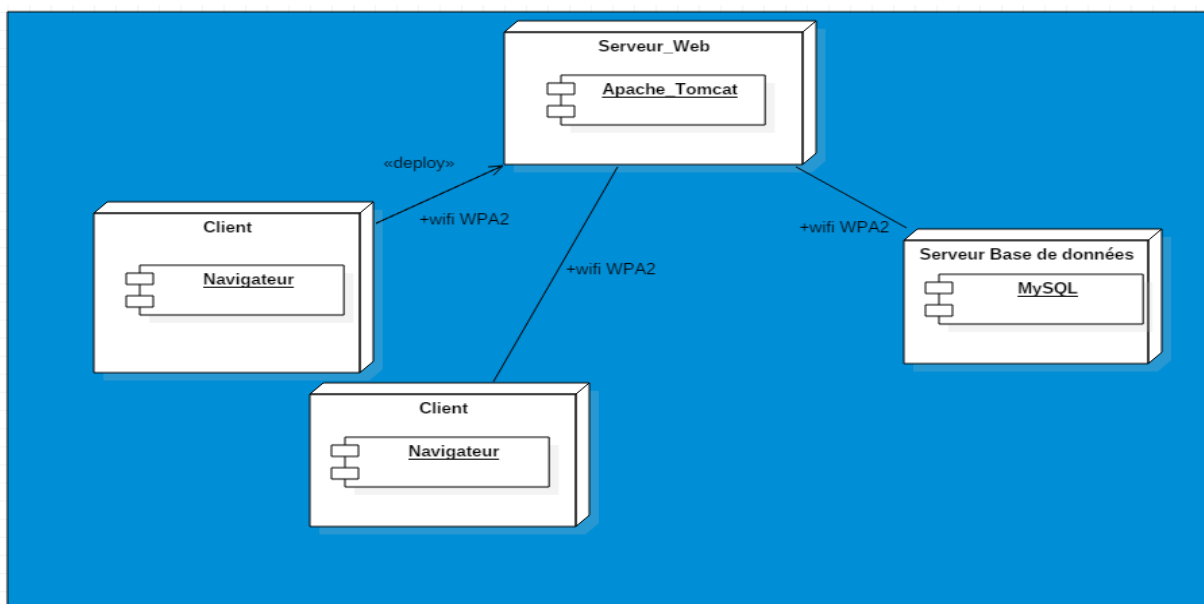 Serveur_Web
Apache_Tomcat
«deploy»
+wifi WPA2
Client
Navigateur
+wifi WPA2
+wifi WPA2
Serveur Base de données
MySQL
Client
Navigateur